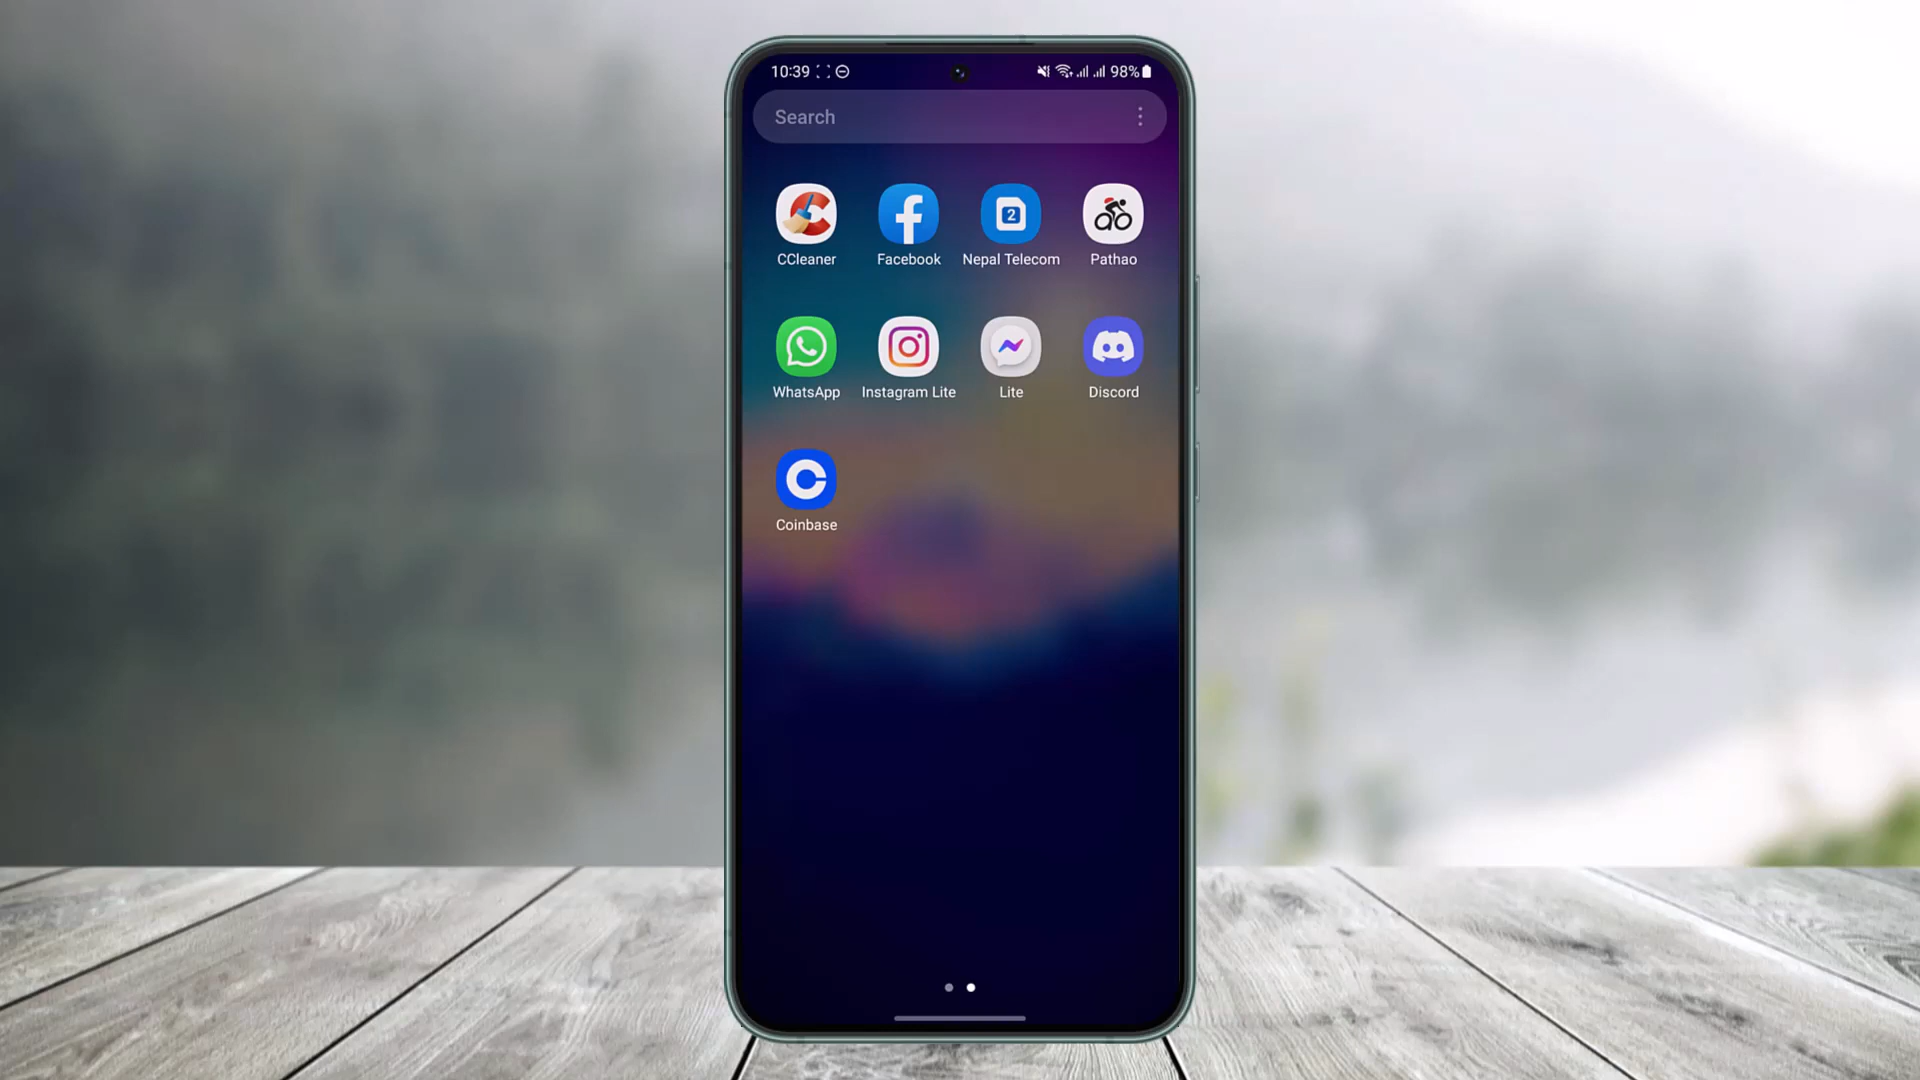 10:39 98%
Search
CCleaner Facebook Nepal Telecom Pathao
WhatsApp Instagram Lite Lite Discord
Coinbase